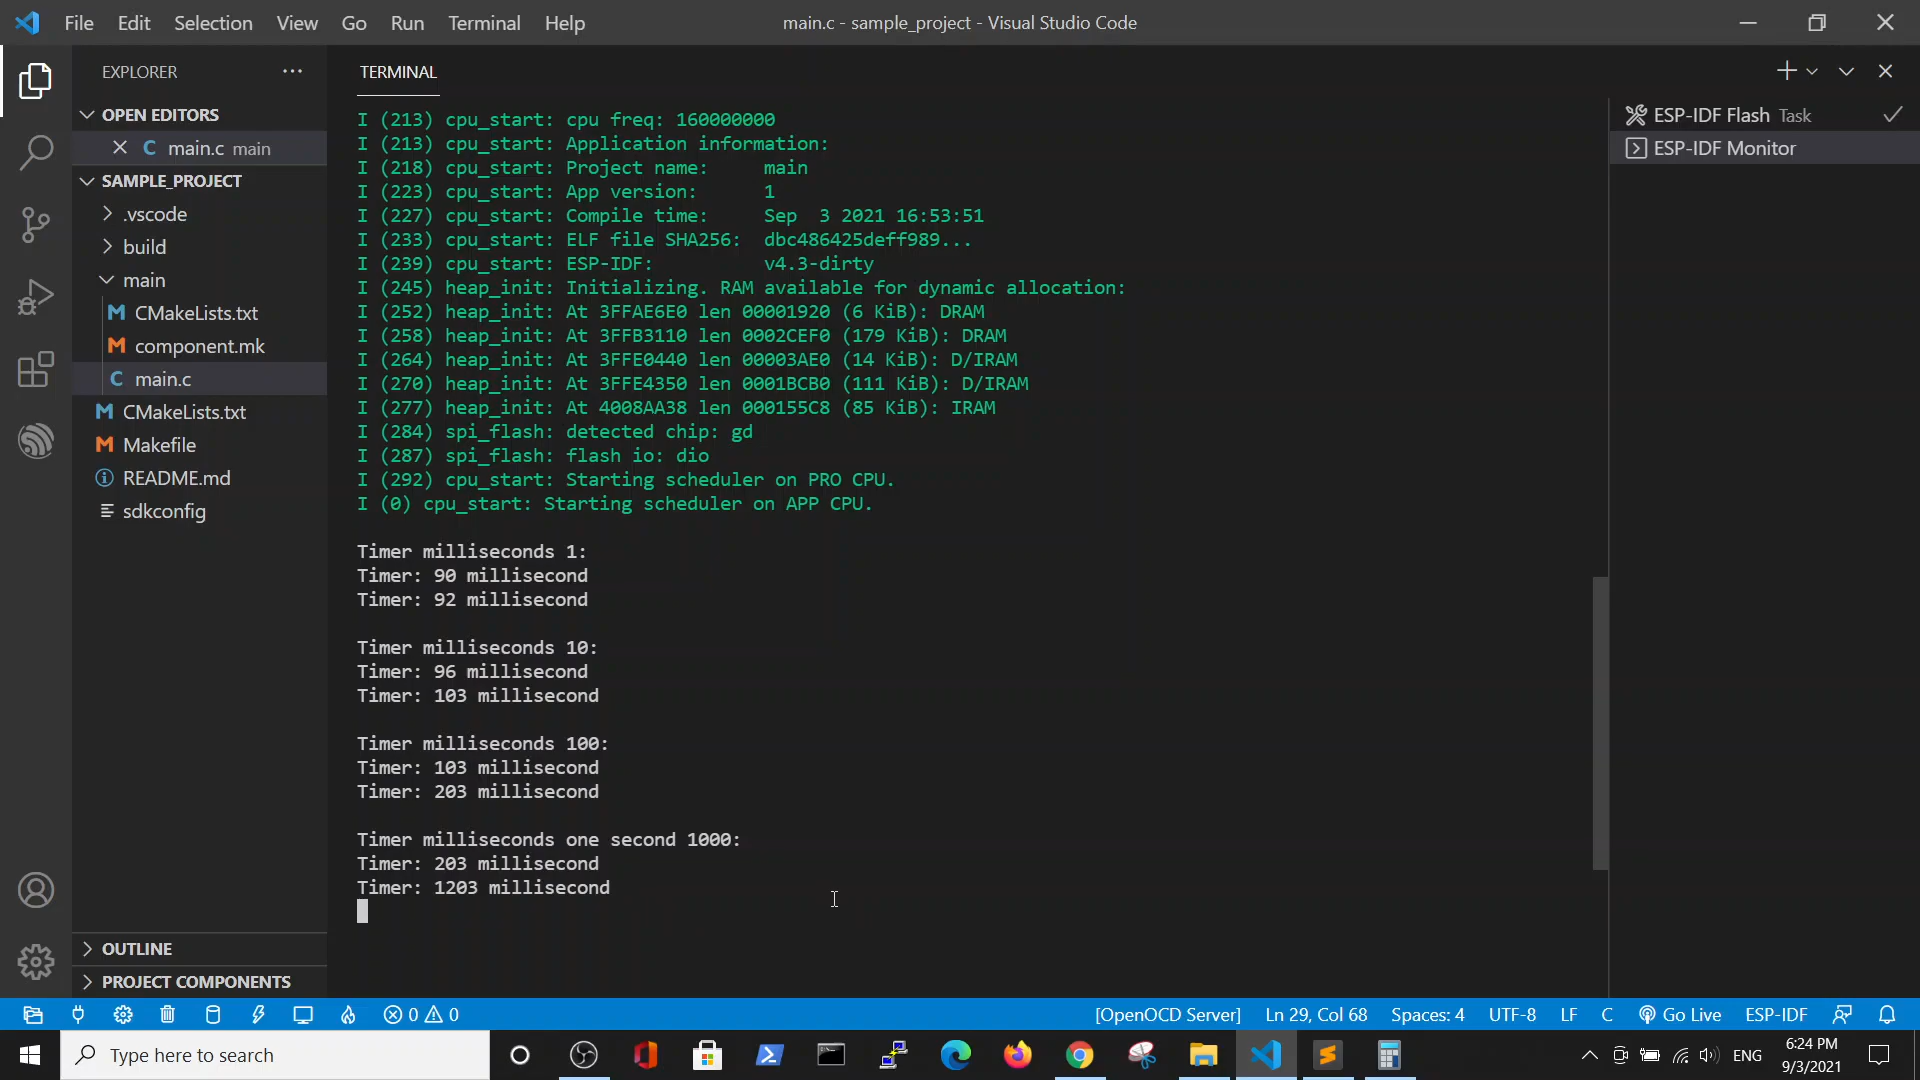 File Edit Selection View Go Run Terminal Help
main.c - sample_project - Visual Studio Code
EXPLORER
OPEN EDITORS
C main.c main
SAMPLE_PROJECT
.vscode
build
main
M CMakeLists.txt
M component.mk
C main.c
M CMakeLists.txt
M Makefile
README.md
sdkconfig
OUTLINE
PROJECT COMPONENTS
TERMINAL
I (213) cpu_start: cpu freq: 160000000
I (213) cpu_start: Application information:
I (218) cpu_start: Project name:     main
I (223) cpu_start: App version:      1
I (227) cpu_start: Compile time:     Sep  3 2021 16:53:51
I (233) cpu_start: ELF file SHA256:  dbc486425deff989...
I (239) cpu_start: ESP-IDF:          v4.3-dirty
I (245) heap_init: Initializing. RAM available for dynamic allocation:
I (252) heap_init: At 3FFAE6E0 len 00001920 (6 KiB): DRAM
I (258) heap_init: At 3FFB3110 len 0002CEF0 (179 KiB): DRAM
I (264) heap_init: At 3FFE0440 len 00003AE0 (14 KiB): D/IRAM
I (270) heap_init: At 3FFE4350 len 0001BCB0 (111 KiB): D/IRAM
I (277) heap_init: At 4008AA38 len 000155C8 (85 KiB): IRAM
I (284) spi_flash: detected chip: gd
I (287) spi_flash: flash io: dio
I (292) cpu_start: Starting scheduler on PRO CPU.
I (0) cpu_start: Starting scheduler on APP CPU.
Timer milliseconds 1:
Timer: 90 millisecond
Timer: 92 millisecond
Timer milliseconds 10:
Timer: 96 millisecond
Timer: 103 millisecond
Timer milliseconds 100:
Timer: 103 millisecond
Timer: 203 millisecond
Timer milliseconds one second 1000:
Timer: 203 millisecond
Timer: 1203 millisecond
ESP-IDF Flash Task
ESP-IDF Monitor
0 0
[OpenOCD Server] Ln 29, Col 68 Spaces: 4 UTF-8 LF C Go Live ESP-IDF
Type here to search
ENG
6:24 PM
9/3/2021